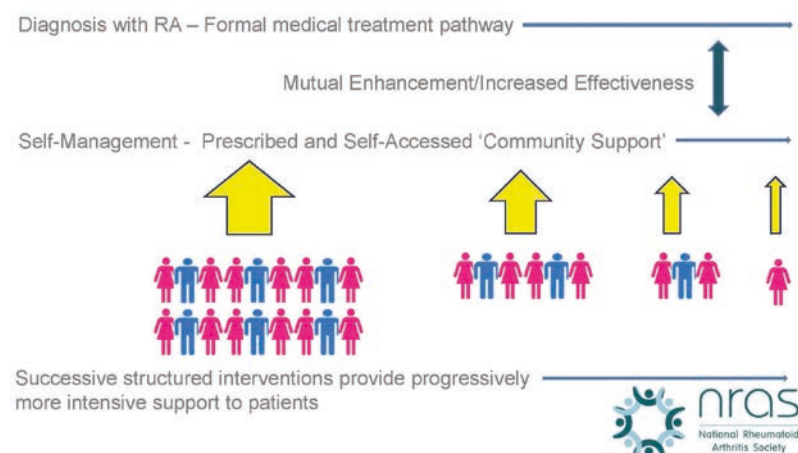 Diagnosis with RA – Formal medical treatment pathway
Mutual Enhancement/Increased Effectiveness
Self-Management - Prescribed and Self-Accessed ‘Community Support’
Successive structured interventions provide progressively
more intensive support to patients
nras
National Rheumatoid
Arthritis Society